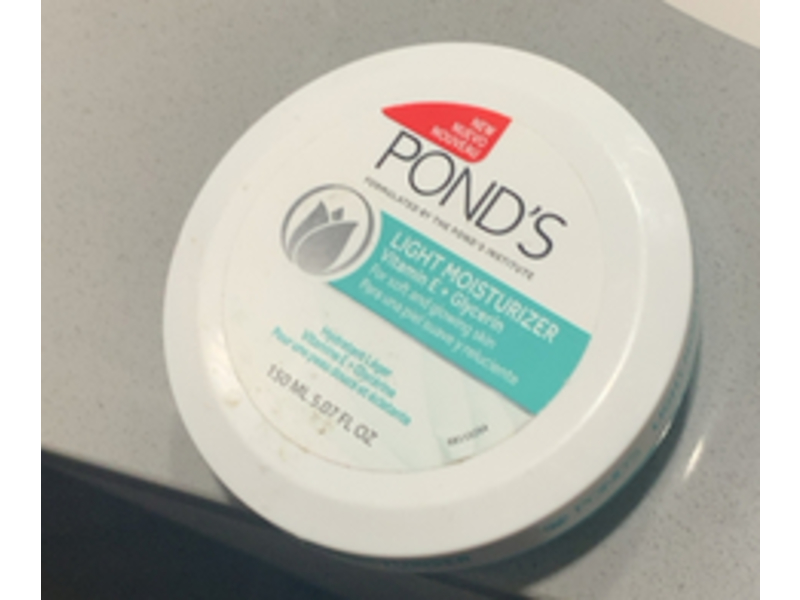 NEW
NUEVO
NOUVEAU
POND'S
FORMULATED BY THE POND'S INSTITUTE
LIGHT MOISTURIZER
Vitamin E + Glycerin
For soft and glowing skin
Para una piel suave y reluciente
Hydratant Léger
Vitamine E + Glycérine
Pour une peau douce et éclatante
150 ML 5.07 FL OZ